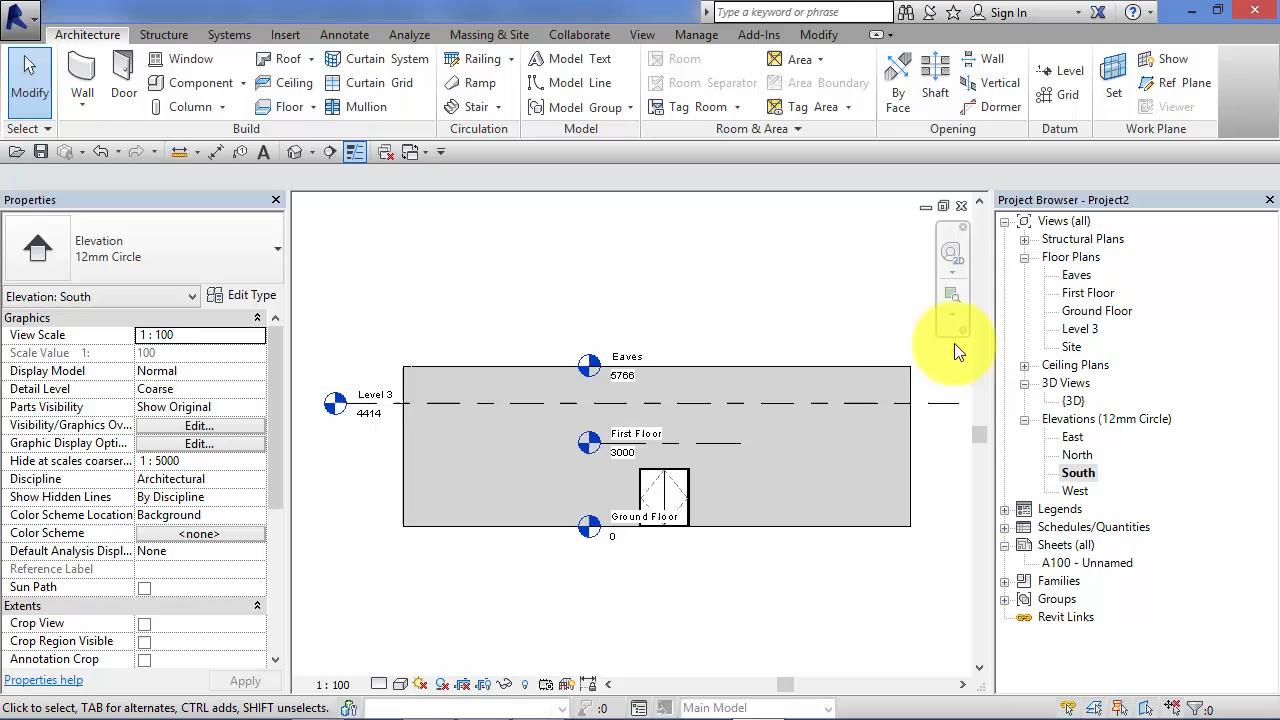 Type a keyword or phrase
Sign In
Architecture Structure Systems Insert Annotate Analyze Massing & Site Collaborate View Manage Add-Ins Modify
Modify
Select
Wall
Door
Window
Component
Column
Roof
Ceiling
Floor
Curtain System
Curtain Grid
Mullion
Build
Railing
Ramp
Stair
Circulation
Model Text
Model Line
Model Group
Model
Room
Room Separator
Tag Room
Area
Area Boundary
Tag Area
Room & Area
By
Face
Shaft
Wall
Vertical
Dormer
Opening
Level
Grid
Datum
Set
Show
Ref Plane
Viewer
Work Plane
Properties
Elevation
12mm Circle
Elevation: South
Edit Type
Graphics
View Scale 1 : 100
Scale Value 1: 100
Display Model Normal
Detail Level Coarse
Parts Visibility Show Original
Visibility/Graphics Ov... Edit...
Graphic Display Optio... Edit...
Hide at scales coarser... 1 : 5000
Discipline Architectural
Show Hidden Lines By Discipline
Color Scheme Location Background
Color Scheme <none>
Default Analysis Displ... None
Reference Label
Sun Path
Extents
Crop View
Crop Region Visible
Annotation Crop
Properties help
Apply
2D
Eaves
5766
Level 3
4414
First Floor
3000
Ground Floor
0
1 : 100
Project Browser - Project2
Views (all)
Structural Plans
Floor Plans
Eaves
First Floor
Ground Floor
Level 3
Site
Ceiling Plans
3D Views
{3D}
Elevations (12mm Circle)
East
North
South
West
Legends
Schedules/Quantities
Sheets (all)
A100 - Unnamed
Families
Groups
Revit Links
Click to select, TAB for alternates, CTRL adds, SHIFT unselects.
:0
Main Model
:0